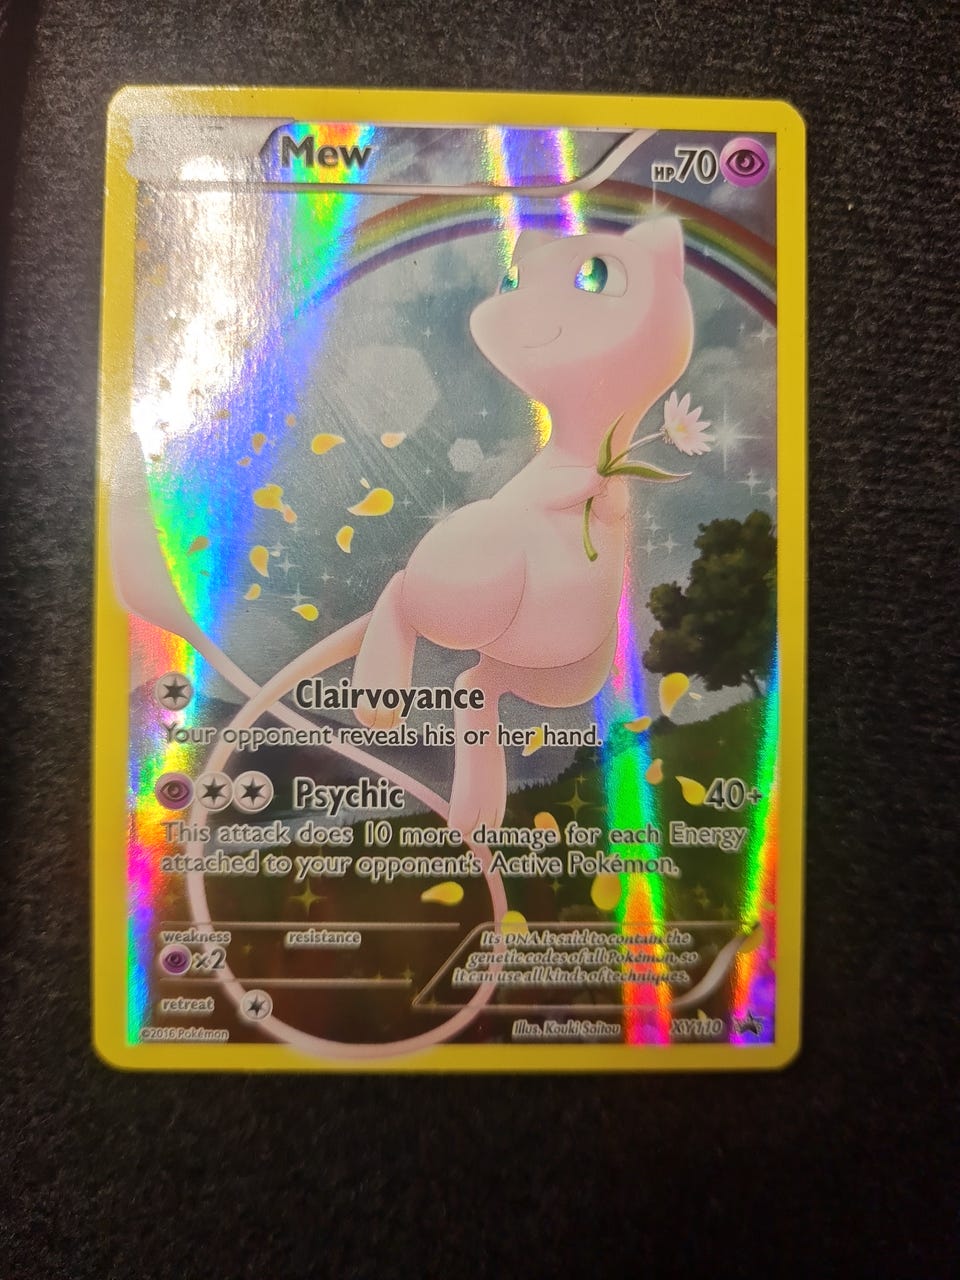 Mew
HP70
Clairvoyance
Your opponent reveals his or her hand.
Psychic 40+
This attack does 10 more damage for each Energy
attached to your opponent's Active Pokémon.
weakness resistance
×2
retreat
Its DNA is said to contain the
genetic codes of all Pokémon, so
it can use all kinds of techniques.
©2016 Pokémon
Illus. Kouki Saitou
XY110